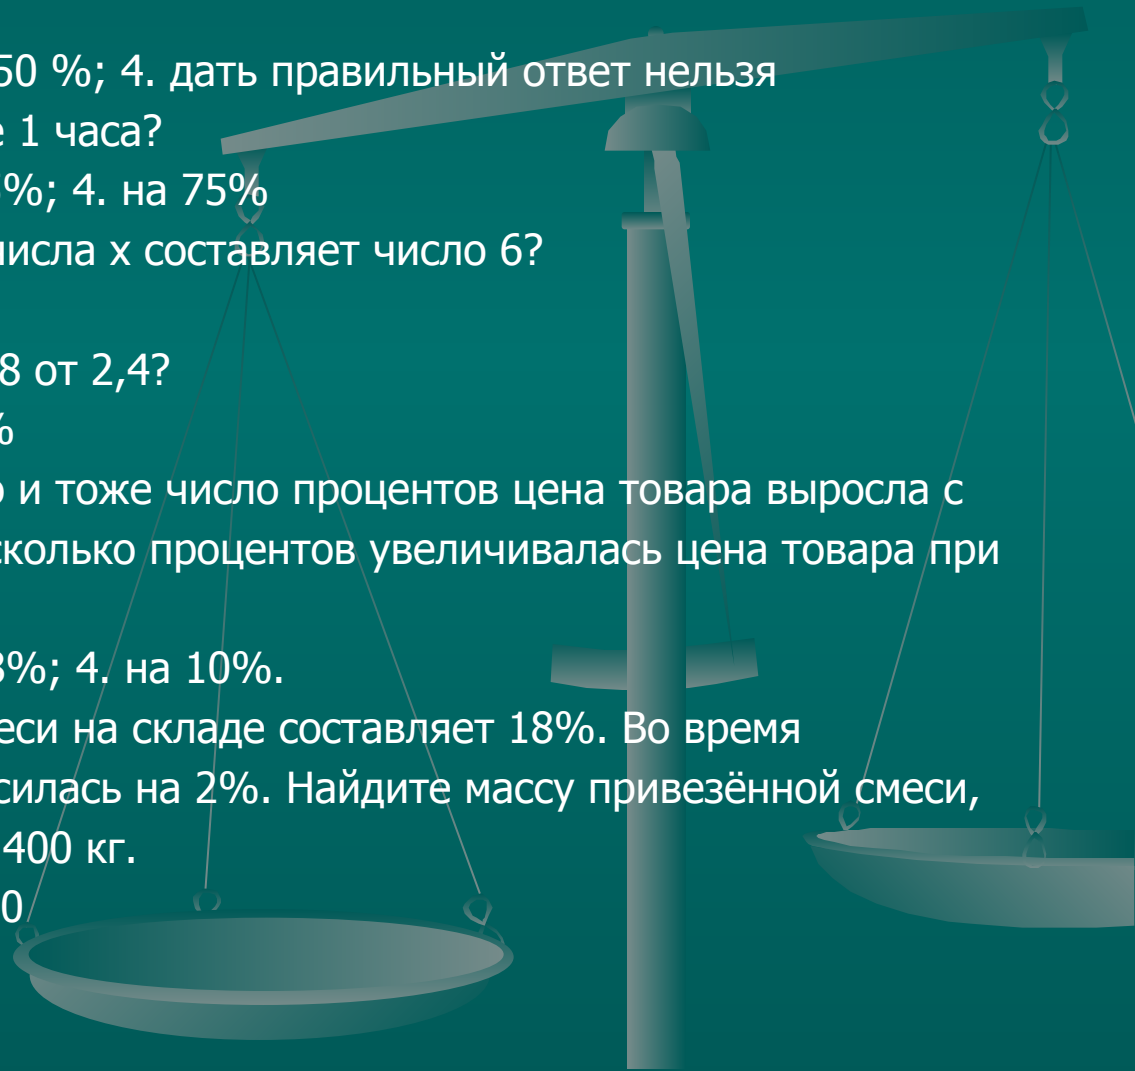 50 %; 4. дать правильный ответ нельзя
е 1 часа?
%; 4. на 75%
числа х составляет число 6?
8 от 2,4?
%
о и тоже число процентов цена товара выросла с
сколько процентов увеличивалась цена товара при
3%; 4. на 10%.
еси на складе составляет 18%. Во время
силась на 2%. Найдите массу привезённой смеси,
400 кг.
0